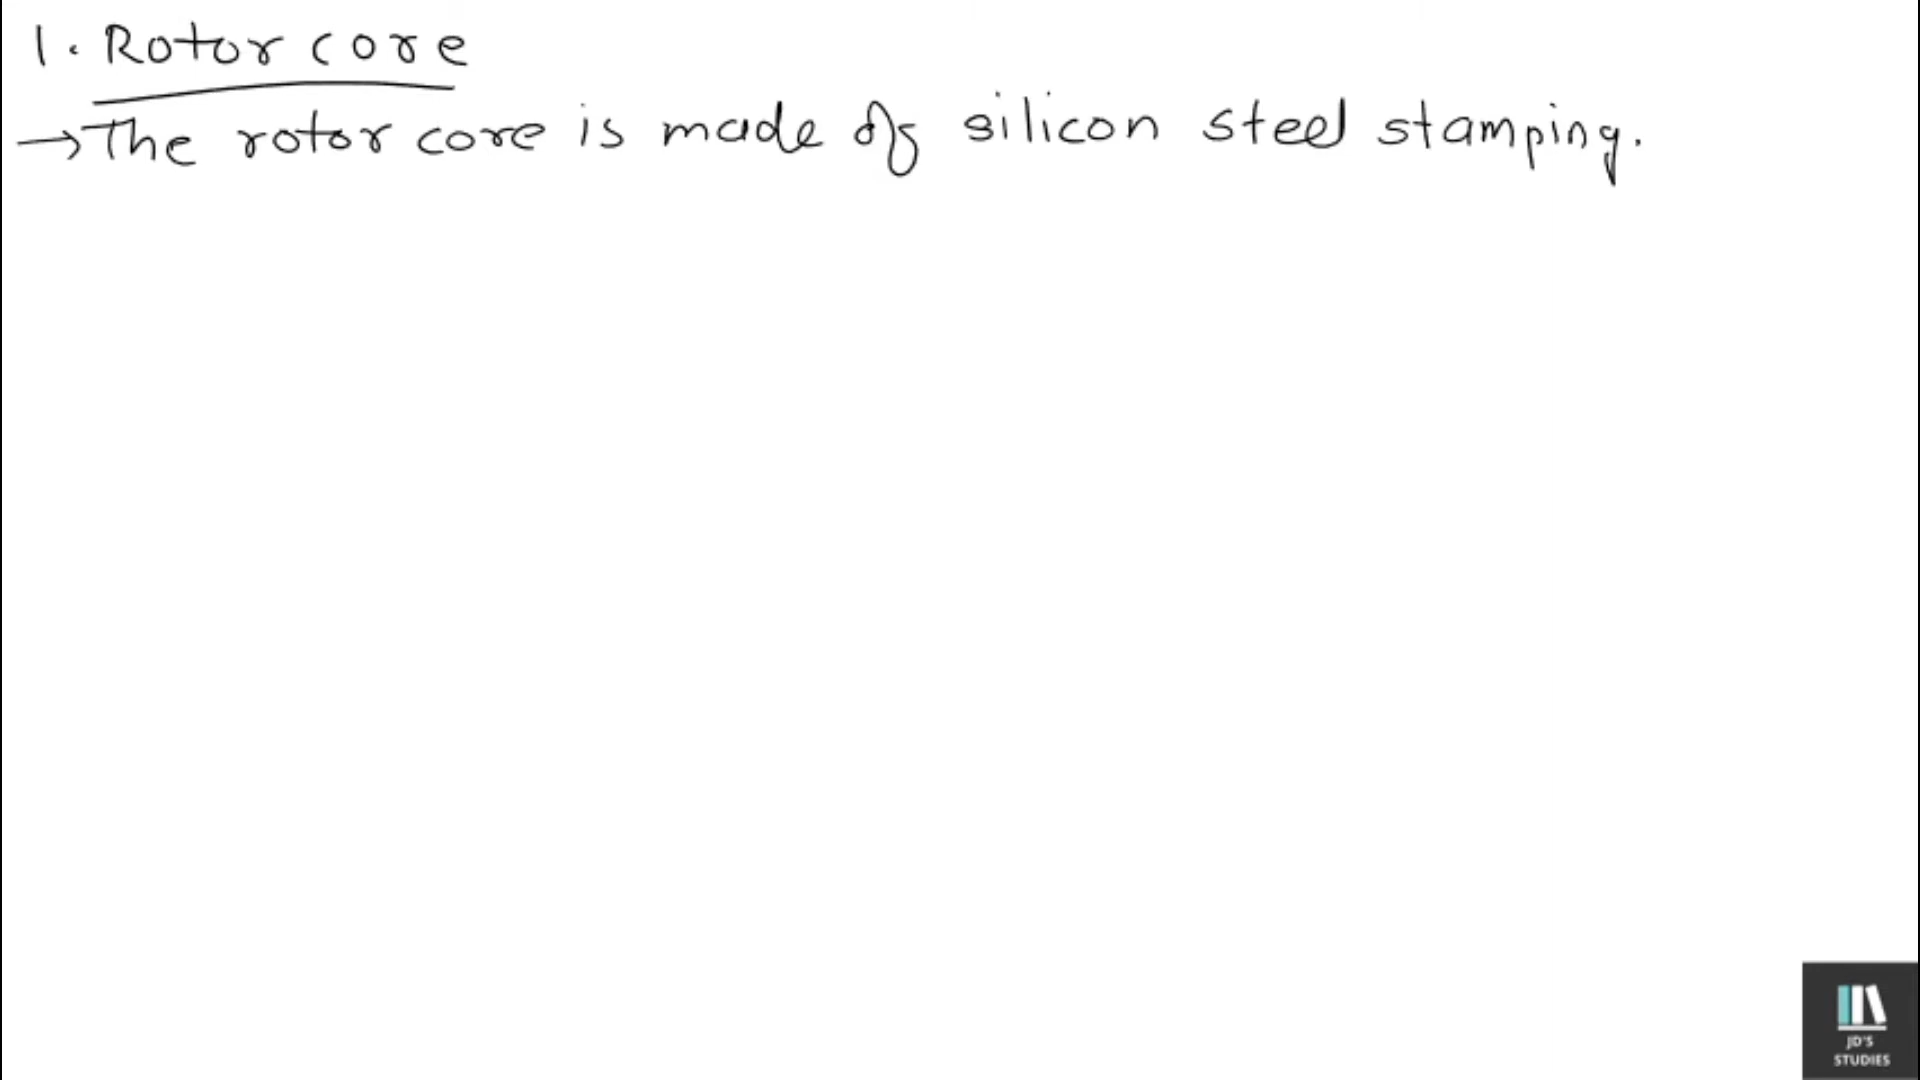 1. Rotor core
→ The rotor core is made of silicon steel stamping.
JD'S
STUDIES